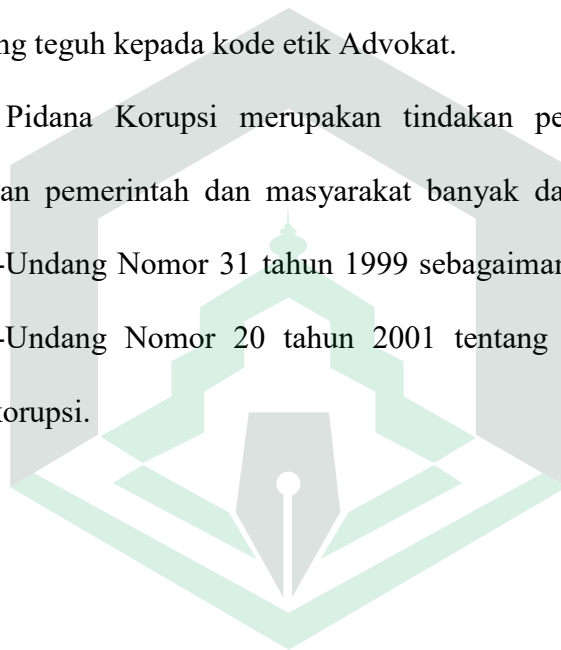 ng teguh kepada kode etik Advokat.
Pidana Korupsi merupakan tindakan pe
an pemerintah dan masyarakat banyak da
-Undang Nomor 31 tahun 1999 sebagaiman
-Undang Nomor 20 tahun 2001 tentang
korupsi.